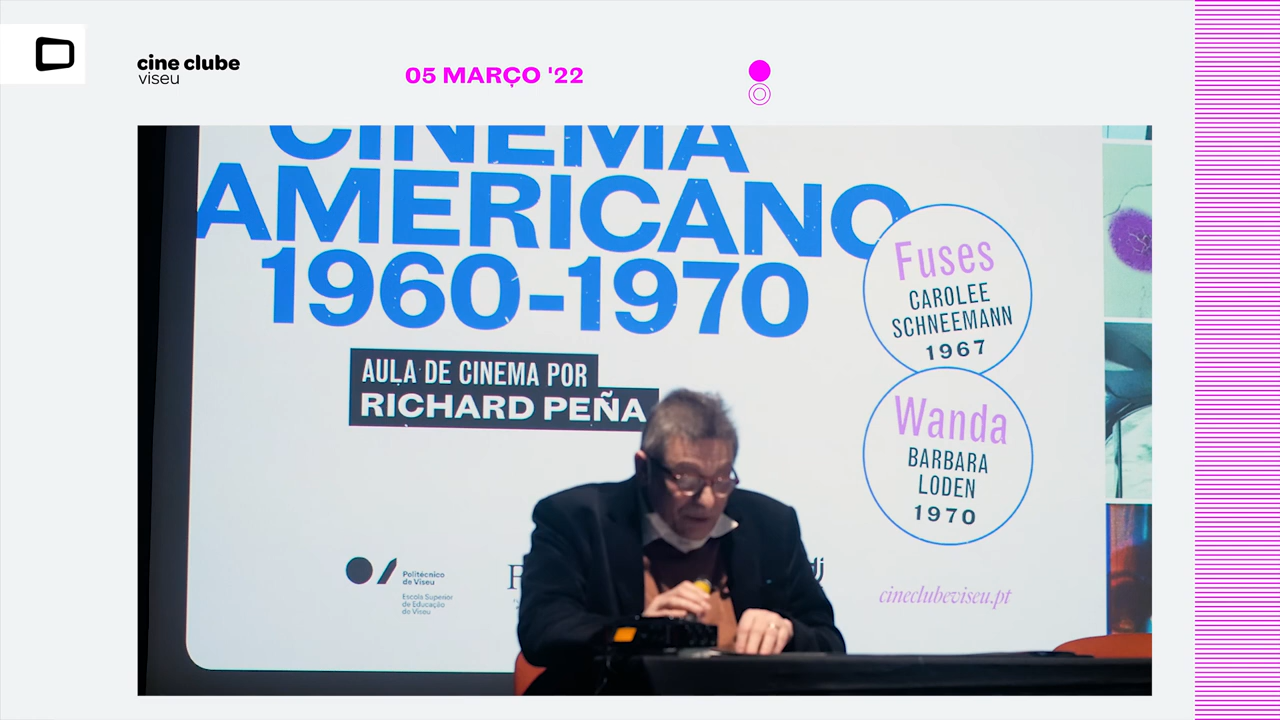 cine clube
viseu
05 MARÇO '22
CINEMA
AMERICANO
1960-1970
AULA DE CINEMA POR
RICHARD PEÑA
Fuses
CAROLEE
SCHNEEMANN
1967
Wanda
BARBARA
LODEN
1970
Politécnico
de Viseu
Escola Superior
de Educação
de Viseu
cineclubeviseu.pt